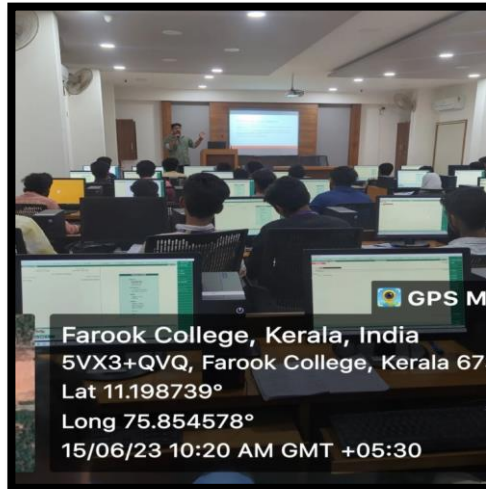 GPS M
Farook College, Kerala, India
5VX3+QVQ, Farook College, Kerala 67
Lat 11.198739°
Long 75.854578°
15/06/23 10:20 AM GMT +05:30